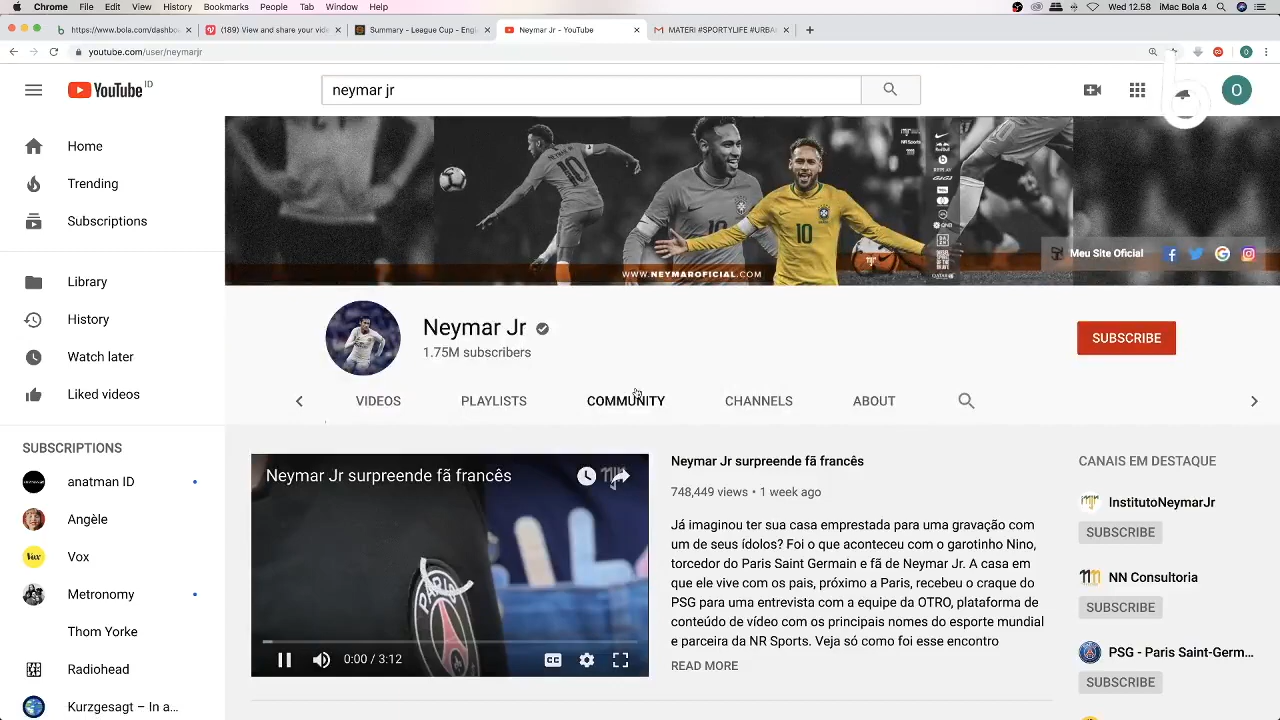 Chrome File Edit View History Bookmarks People Tab Window Help
Wed 12.58 iMac Bola 4
https://www.bola.com/dashbo
(189) View and share your vide
Summary - League Cup - Eng
Neymar Jr - YouTube
MATERI #SPORTYLIFE #URBA
youtube.com/user/neymarjr
YouTube ID
neymar jr
O
Home
Trending
Subscriptions
Library
History
Watch later
Liked videos
SUBSCRIPTIONS
anatman ID
Angèle
Vox
Metronomy
Thom Yorke
Radiohead
Kurzgesagt – In a...
10
10
WWW.NEYMAROFICIAL.COM
Meu Site Oficial
Neymar Jr
1.75M subscribers
SUBSCRIBE
VIDEOS PLAYLISTS COMMUNITY CHANNELS ABOUT
Neymar Jr surpreende fã francês
PARIS
0:00 / 3:12
CC
Neymar Jr surpreende fã francês
748,449 views • 1 week ago
Já imaginou ter sua casa emprestada para uma gravação com
um de seus ídolos? Foi o que aconteceu com o garotinho Nino,
torcedor do Paris Saint Germain e fã de Neymar Jr. A casa em
que ele vive com os pais, próximo a Paris, recebeu o craque do
PSG para uma entrevista com a equipe da OTRO, plataforma de
conteúdo de vídeo com os principais nomes do esporte mundial
e parceira da NR Sports. Veja só como foi esse encontro
READ MORE
CANAIS EM DESTAQUE
InstitutoNeymarJr
SUBSCRIBE
NN Consultoria
SUBSCRIBE
PSG - Paris Saint-Germ...
SUBSCRIBE